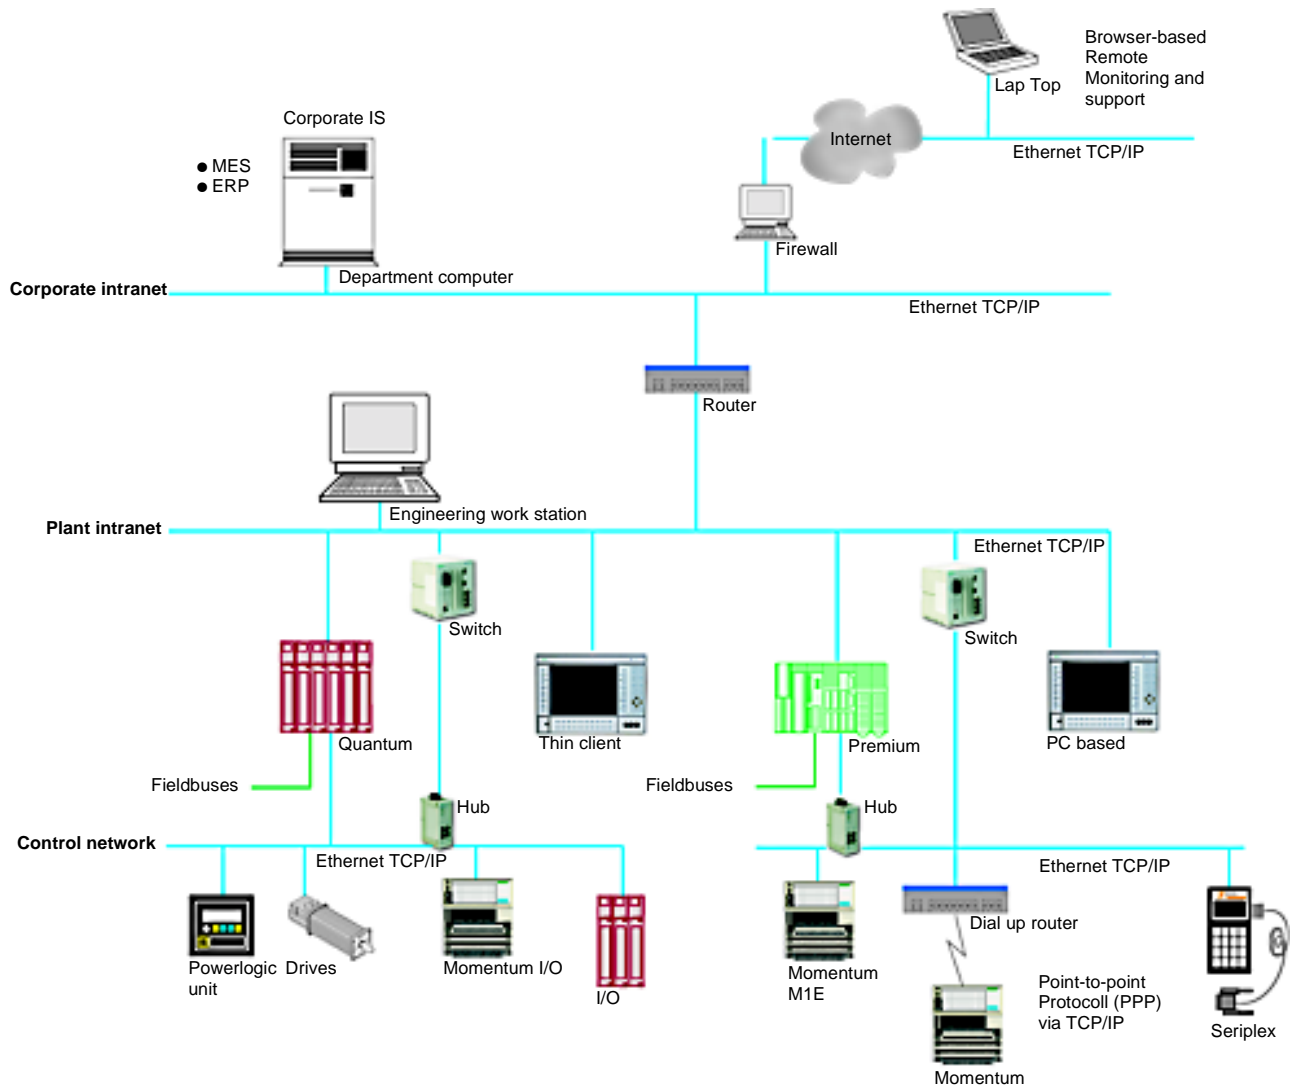 Browser-based
Remote
Monitoring and
support
Lap Top
Corporate IS
Internet
Ethernet TCP/IP
● MES
● ERP
Firewall
Department computer
Corporate intranet
Ethernet TCP/IP
Router
Engineering work station
Plant intranet
Ethernet TCP/IP
Switch
Switch
Quantum
Thin client
Premium
PC based
Fieldbuses
Fieldbuses
Hub
Hub
Control network
Ethernet TCP/IP
Ethernet TCP/IP
Dial up router
Powerlogic
unit
Drives
Momentum I/O
I/O
Momentum
M1E
Point-to-point
Protocoll (PPP)
via TCP/IP
Seriplex
Momentum